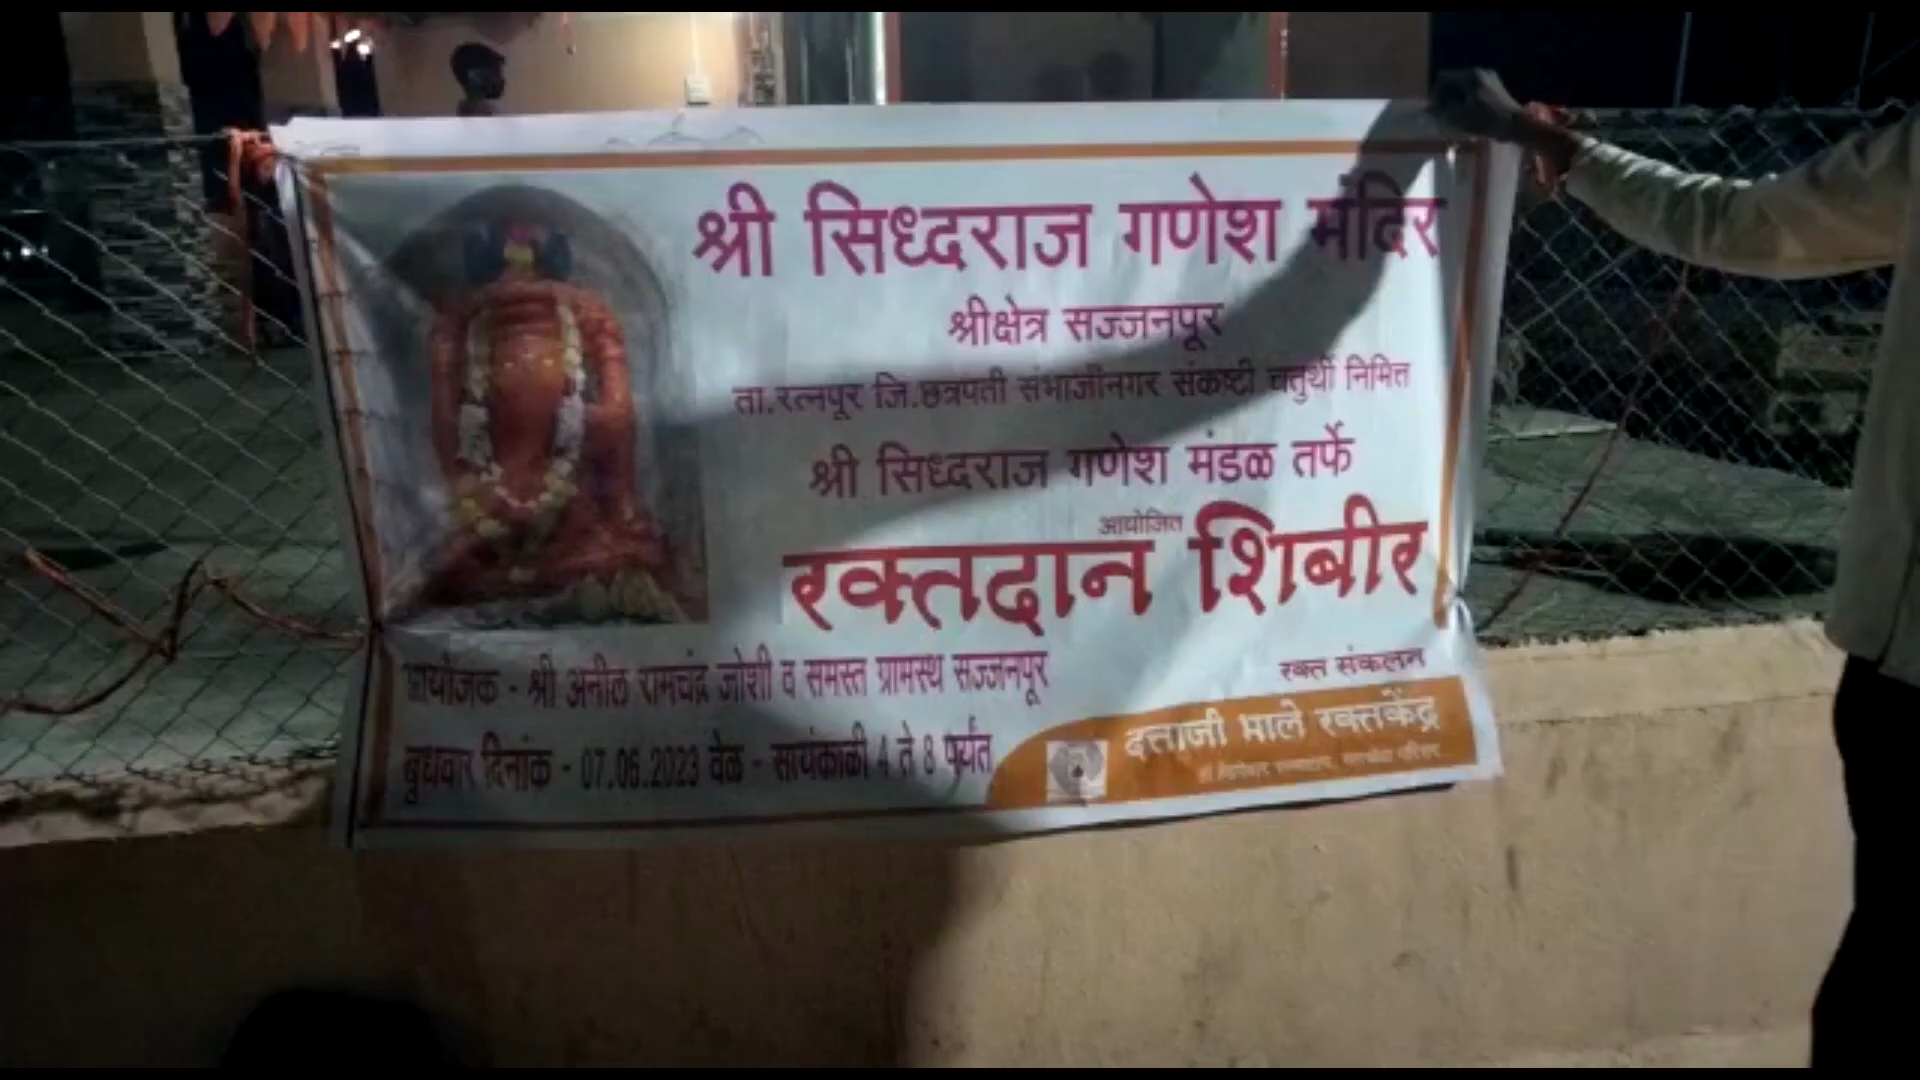 श्री सिध्दराज गणेश मंदिर
श्रीक्षेत्र सज्जनपूर
ता.रत्नपूर जि.छत्रपती संभाजीनगर संकष्टी चतुर्थी निमित्त
श्री सिध्दराज गणेश मंडळ तर्फे
आयोजित
रक्तदान शिबीर
आयोजक - श्री अनील रामचंद्र जोशी व समस्त ग्रामस्थ सज्जनपूर
बुधवार दिनांक - 07.06.2023 वेळ - सायंकाळी 4 ते 8 पर्यंत
रक्त संकलन
दत्ताजी भाले रक्तकेंद्र